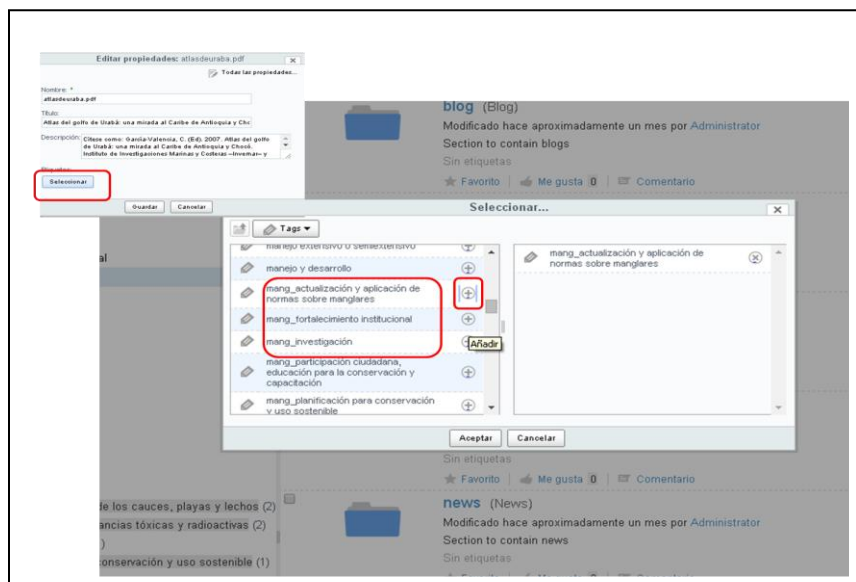 Editar propiedades: atlasdeuraba.pdf
Todas las propiedades...
Nombre: *
atlasdeuraba.pdf
Título:
Atlas del golfo de Urabá: una mirada al Caribe de Antioquia y Choc
Descripción:
Cítese como: García-Valencia, C. (Ed). 2007. Atlas del golfo
de Urabá: una mirada al Caribe de Antioquia y Chocó.
Instituto de Investigaciones Marinas y Costeras –Invemar– y
Etiquetas:
Seleccionar
Guardar
Cancelar
blog (Blog)
Modificado hace aproximadamente un mes por Administrator
Section to contain blogs
Sin etiquetas
Favorito
Me gusta 0
Comentario
al
Seleccionar...
Tags
manejo extensivo o semiextensivo
manejo y desarrollo
mang_actualización y aplicación de
normas sobre manglares
mang_fortalecimiento institucional
mang_investigación
Añadir
mang_participación ciudadana,
educación para la conservación y
capacitación
mang_planificación para conservación
y uso sostenible
mang_actualización y aplicación de
normas sobre manglares
Aceptar
Cancelar
Sin etiquetas
Favorito
Me gusta 0
Comentario
de los cauces, playas y lechos (2)
ancias tóxicas y radioactivas (2)
)
conservación y uso sostenible (1)
news (News)
Modificado hace aproximadamente un mes por Administrator
Section to contain news
Sin etiquetas